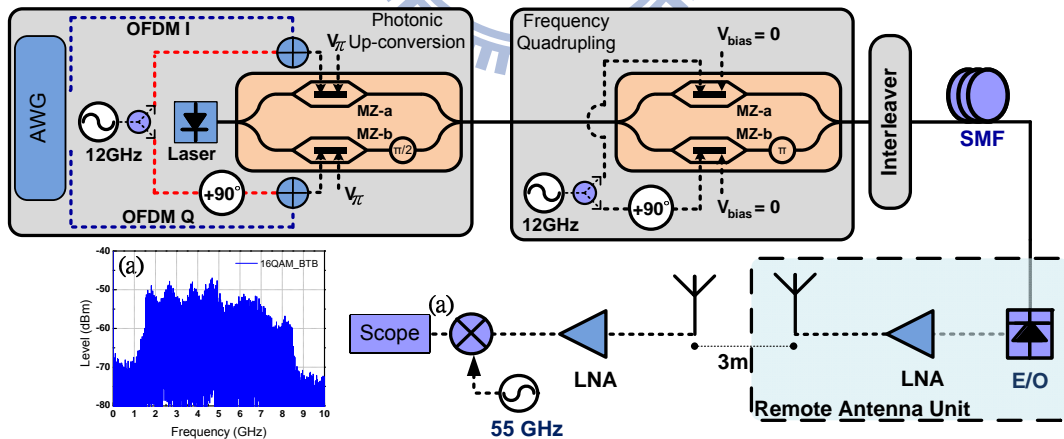 OFDM I
Vπ
Photonic
Up-conversion
AWG
12GHz
Laser
MZ-a
MZ-b
π/2
+90°
Vπ
OFDM Q
Frequency
Quadrupling
Vbias = 0
MZ-a
MZ-b
π
12GHz
+90°
Vbias = 0
Interleaver
SMF
(a)
16QAM_BTB
Level (dBm)
-40
-50
-60
-70
-80
0 1 2 3 4 5 6 7 8 9 10
Frequency (GHz)
Scope
(a)
55 GHz
LNA
3m
LNA
E/O
Remote Antenna Unit